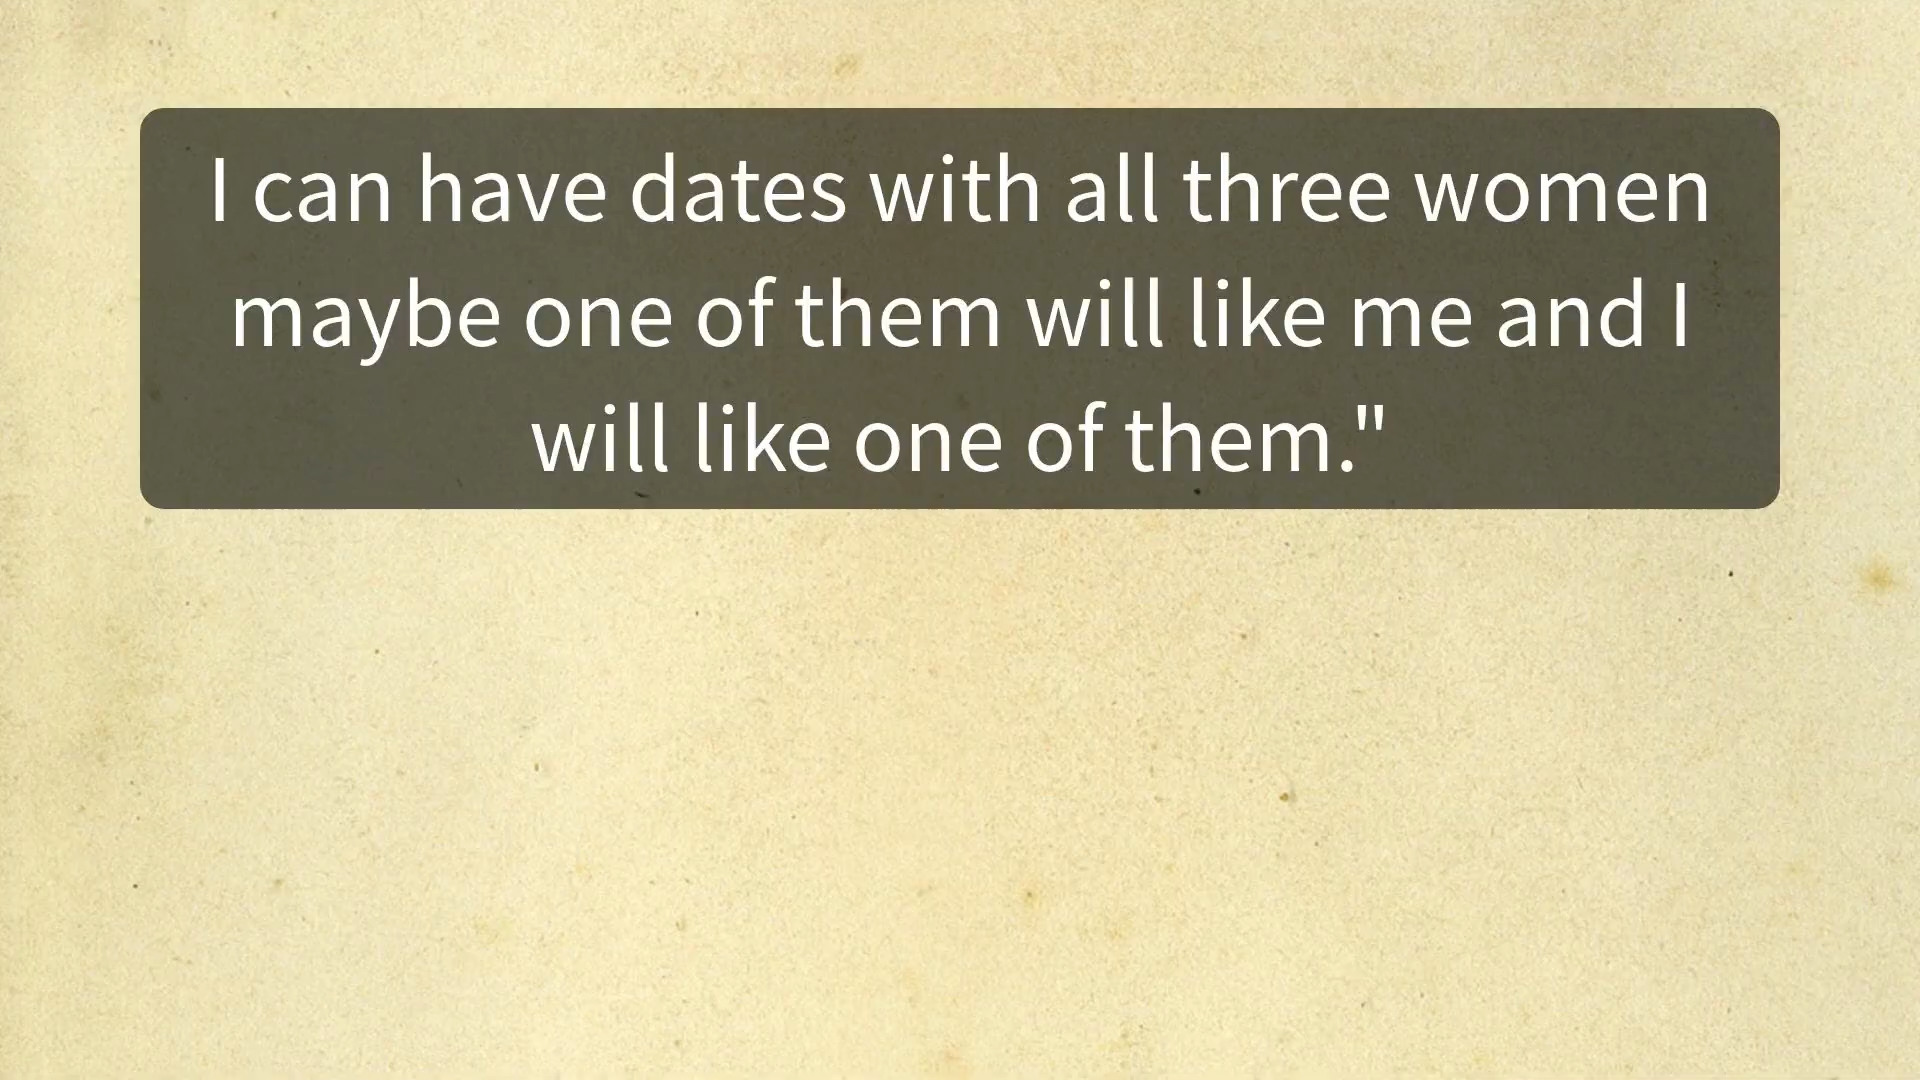 I can have dates with all three women
maybe one of them will like me and I
will like one of them."